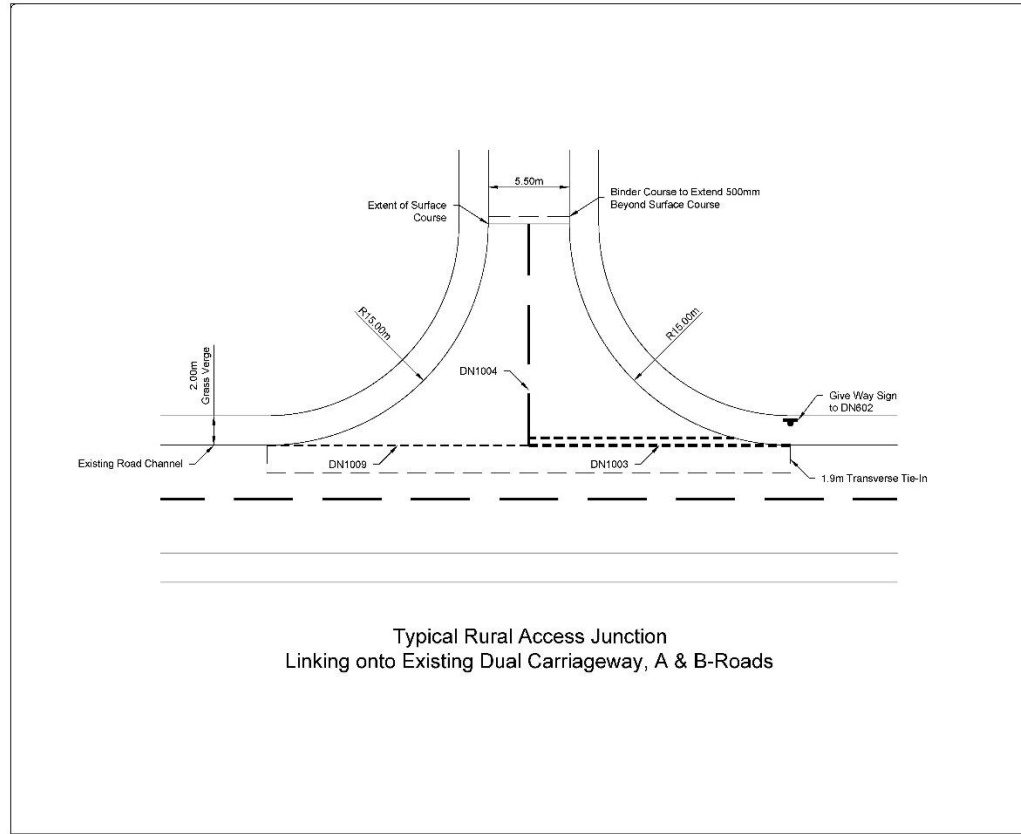 5.50m
Binder Course to Extend 500mm
Beyond Surface Course
Extent of Surface
Course
R15.00m
R15.00m
2.00m
Grass Verge
DN1004
Give Way Sign
to DN602
Existing Road Channel
DN1009
DN1003
1.9m Transverse Tie-In
Typical Rural Access Junction
Linking onto Existing Dual Carriageway, A & B-Roads